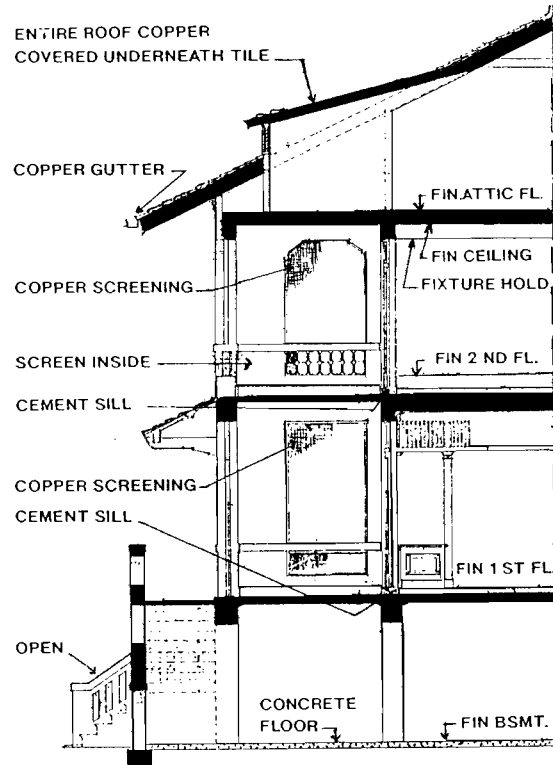 ENTIRE ROOF COPPER
COVERED UNDERNEATH TILE
COPPER GUTTER
FIN.ATTIC FL.
FIN CEILING
COPPER SCREENING
FIXTURE HOLD
SCREEN INSIDE
FIN 2 ND FL.
CEMENT SILL
COPPER SCREENING
CEMENT SILL
FIN 1 ST FL.
OPEN
CONCRETE
FLOOR
FIN BSMT.